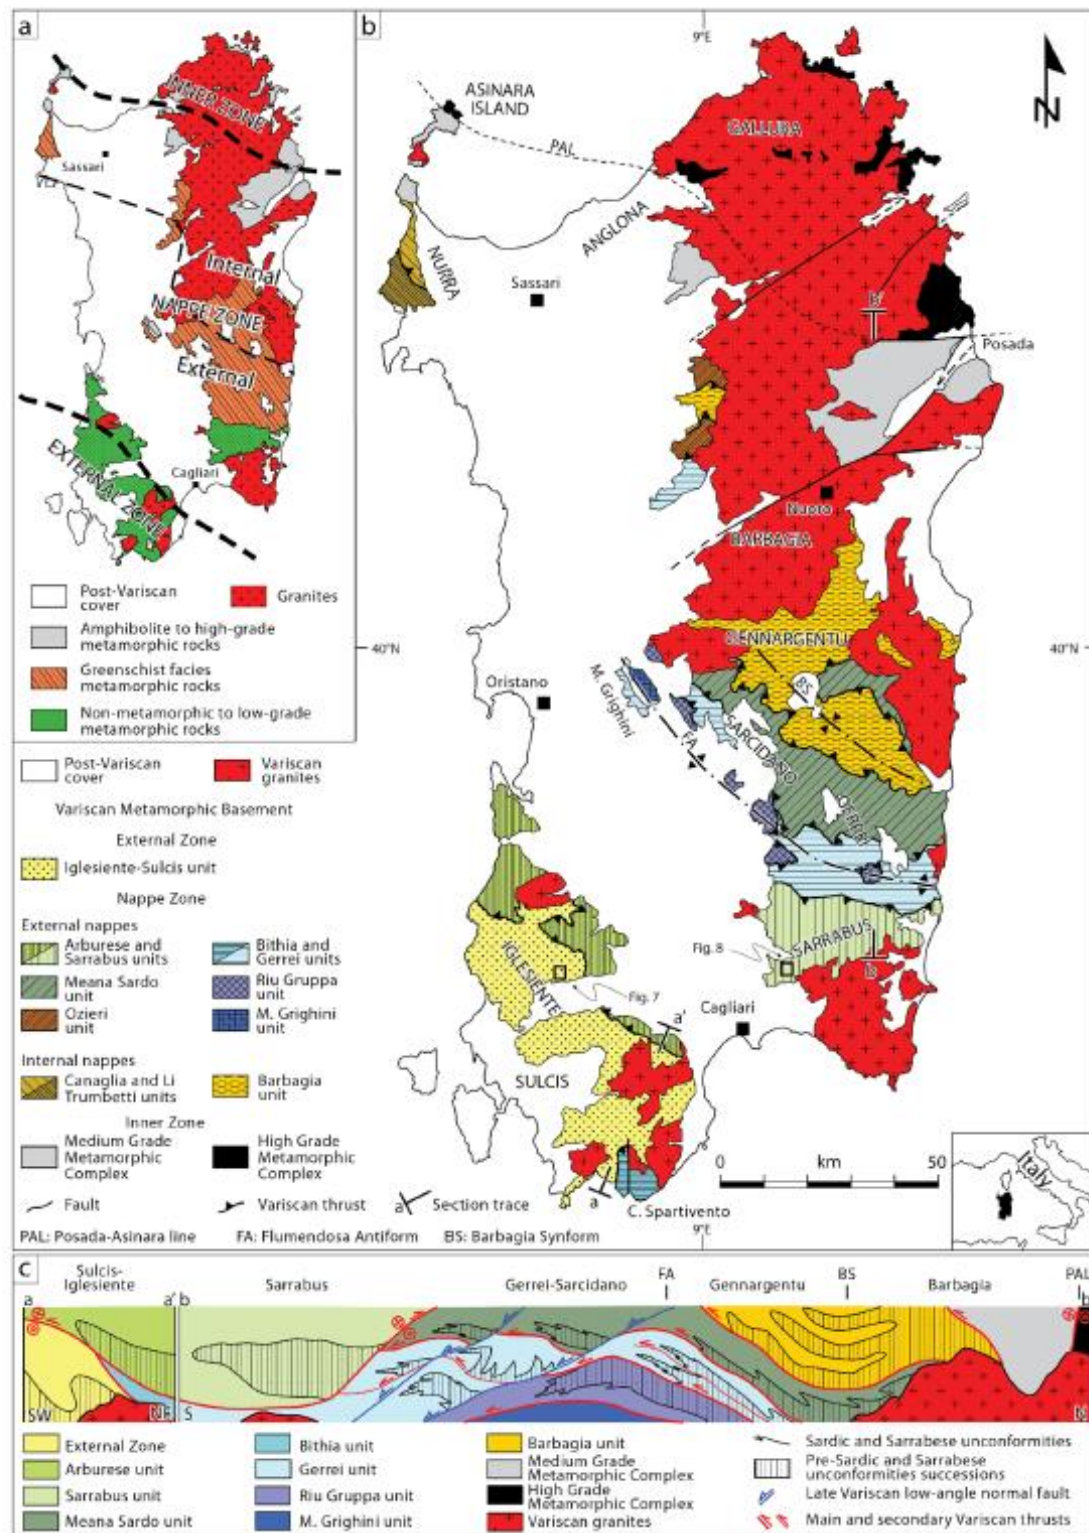 a
INNER ZONE
Sassari
Internal
NAPPE ZONE
External
EXTERNAL ZONE
Cagliari
Post-Variscan
cover
Granites
Amphibolite to high-grade
metamorphic rocks
Greenschist facies
metamorphic rocks
Non-metamorphic to low-grade
metamorphic rocks
b
9°E
N
ASINARA
ISLAND
PAL
GALLURA
ANGLONA
NURRA
Sassari
b'
Posada
Nuoro
BARBAGIA
GENNARGENTU
40°N
40°N
Oristano
M. Grighini
BS
SARCIDANO
FA
GERREI
SARRABUS
Fig. 8
b
IGLESIENTE
Fig. 7
Cagliari
a'
SULCIS
a
C. Spartivento
9°E
0 km 50
Italy
Post-Variscan
cover
Variscan
granites
Variscan Metamorphic Basement
External Zone
Iglesiente-Sulcis unit
Nappe Zone
External nappes
Arburese and
Sarrabus units
Bithia and
Gerrei units
Meana Sardo
unit
Riu Gruppa
unit
Ozieri
unit
M. Grighini
unit
Internal nappes
Canaglia and Li
Trumbetti units
Barbagia
unit
Inner Zone
Medium Grade
Metamorphic
Complex
High Grade
Metamorphic
Complex
Fault
Variscan thrust
a Section trace
PAL: Posada-Asinara line FA: Flumendosa Antiform BS: Barbagia Synform
c
Sulcis-
Iglesiente
Sarrabus
Gerrei-Sarcidano
FA
Gennargentu
BS
Barbagia
PAL
a a' b b'
SW NE S N
External Zone
Arburese unit
Sarrabus unit
Meana Sardo unit
Bithia unit
Gerrei unit
Riu Gruppa unit
M. Grighini unit
Barbagia unit
Medium Grade
Metamorphic Complex
High Grade
Metamorphic Complex
Variscan granites
Sardic and Sarrabese unconformities
Pre-Sardic and Sarrabese
unconformities successions
Late Variscan low-angle normal fault
Main and secondary Variscan thrusts